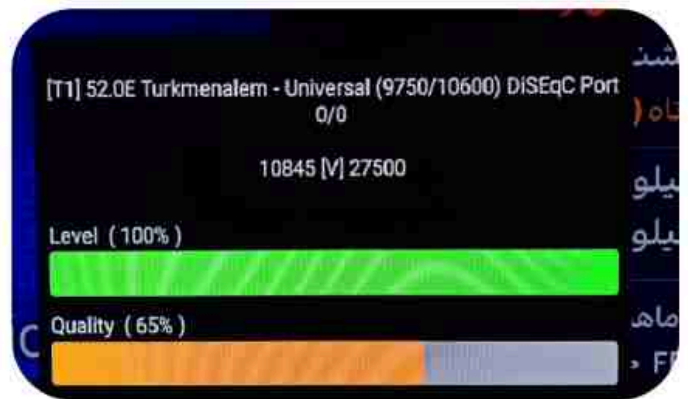 [T1] 52.0E Turkmenalem - Universal (9750/10600) DiSEqC Port
0/0
10845 [V] 27500
Level ( 100% )
Quality ( 65% )